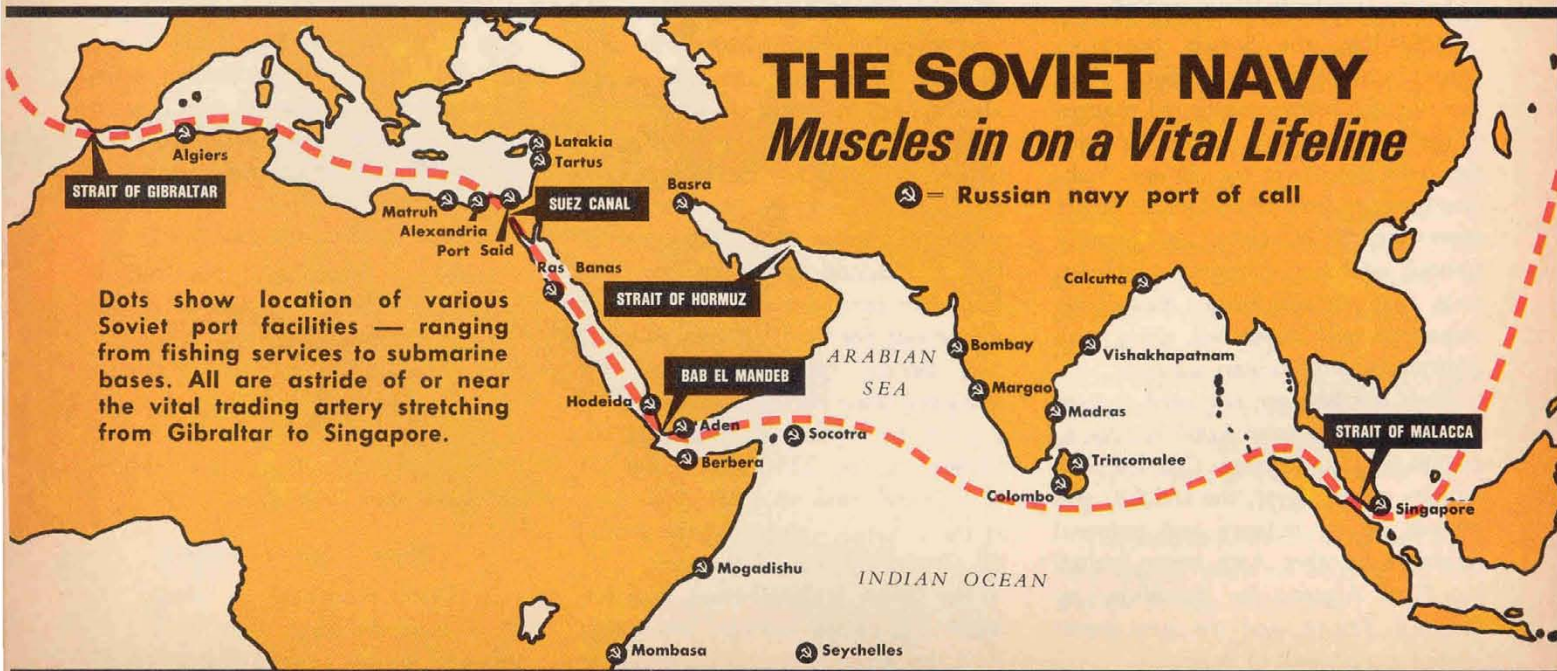 THE SOVIET NAVY
Muscles in on a Vital Lifeline
= Russian navy port of call
Latakia
Tartus
Algiers
STRAIT OF GIBRALTAR
Basra
Matruh
SUEZ CANAL
Alexandria
Port Said
Ras Banas
Calcutta
STRAIT OF HORMUZ
Dots show location of various
Soviet port facilities — ranging
from fishing services to submarine
bases. All are astride of or near
the vital trading artery stretching
from Gibraltar to Singapore.
ARABIAN
SEA
Bombay
Vishakhapatnam
BAB EL MANDEB
Margao
Hodeida
Madras
Aden
Socotra
STRAIT OF MALACCA
Berbera
Trincomalee
Colombo
Singapore
Mogadishu
INDIAN OCEAN
Mombasa
Seychelles